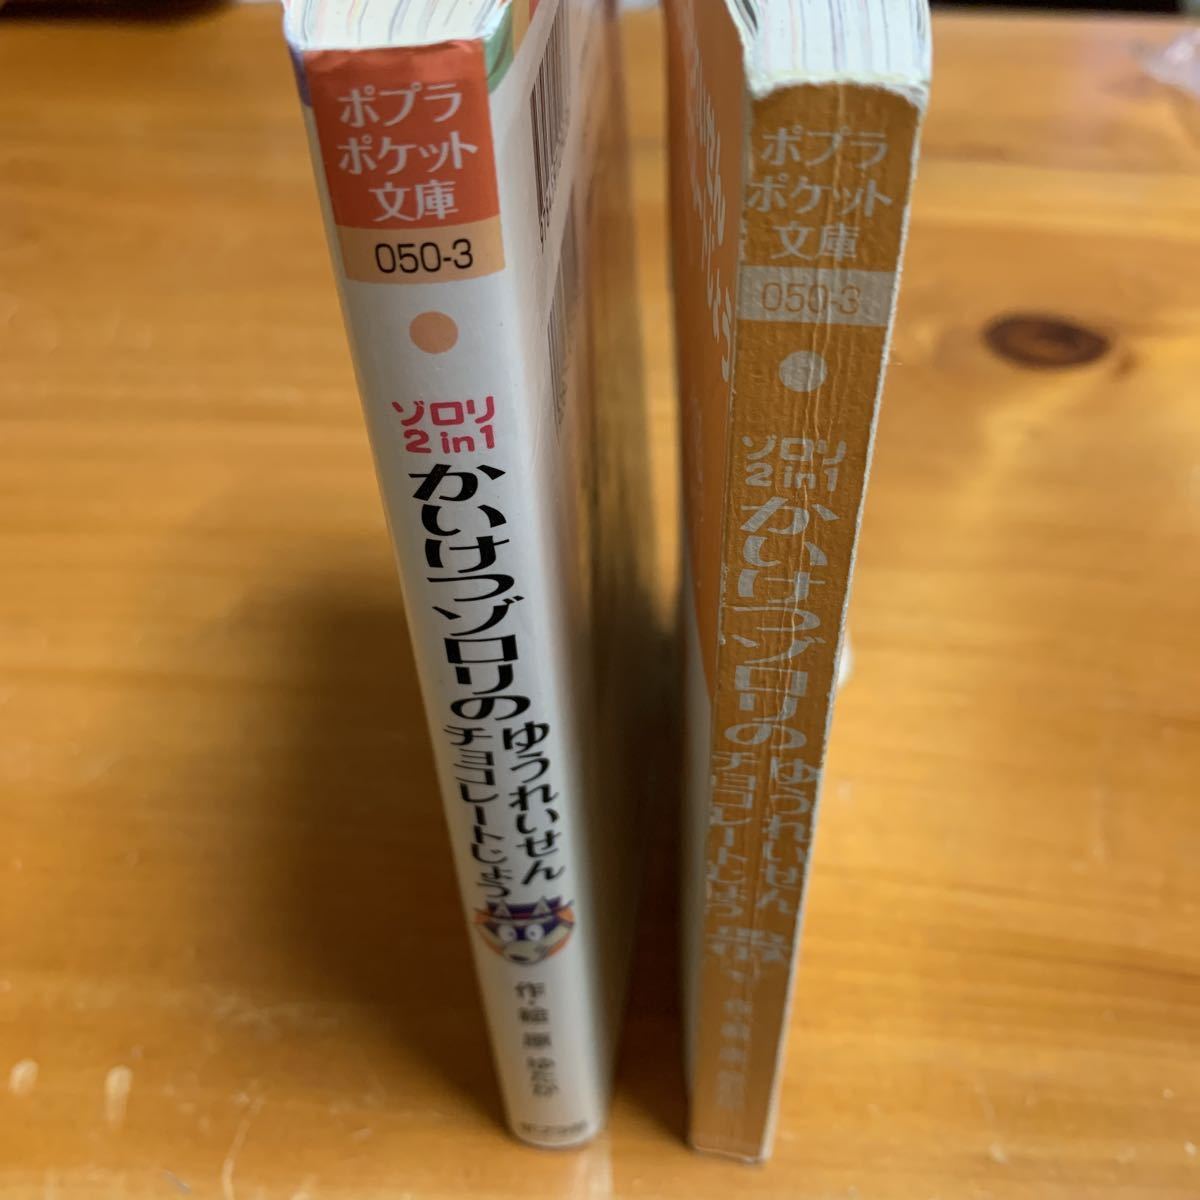 ポプラ
ポケット
文庫
050-3
ゾロリ
2 in 1
かいけつゾロリの
ゆうれいせん
チョコレートじょう
作・絵 原 ゆたか
ポプラ
ポケット
文庫
050-3
ゾロリ
2 in 1
かいけつゾロリの
ゆうれいせん
チョコレートじょう